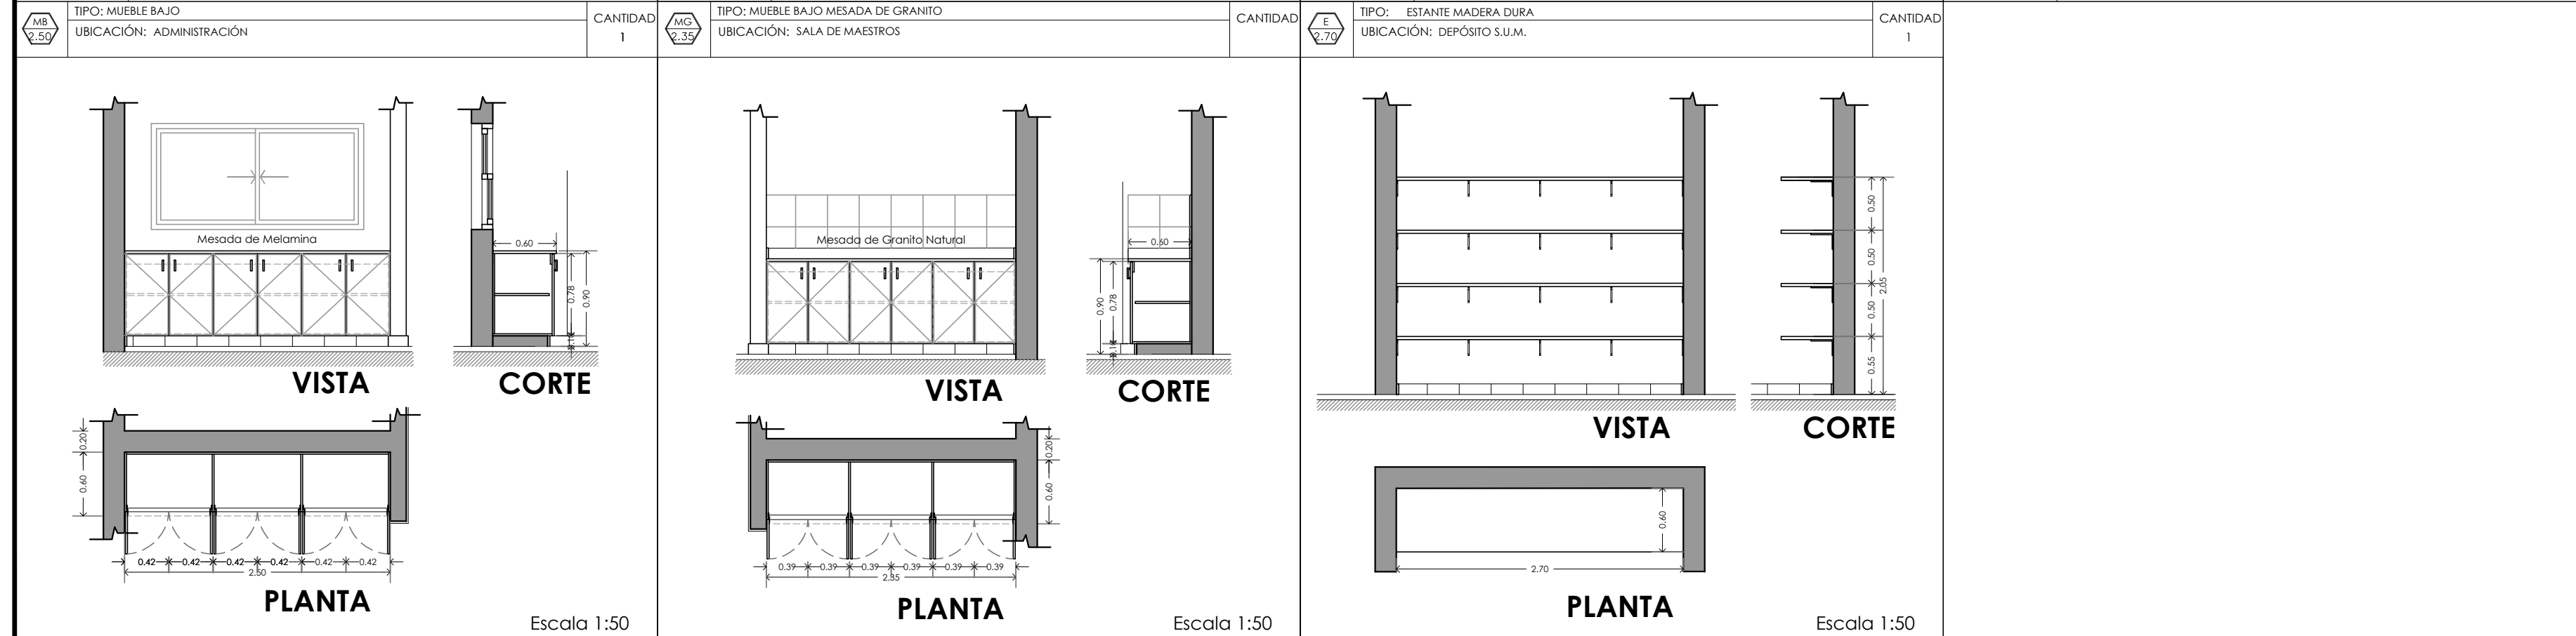 MB
2.50
TIPO: MUEBLE BAJO
UBICACIÓN: ADMINISTRACIÓN
CANTIDAD
1
Mesada de Melamina
0.60
0.78
0.90
VISTA
CORTE
0.20
0.60
0.42 0.42 0.42 0.42 0.42 0.42
2.50
PLANTA
Escala 1:50
MG
2.35
TIPO: MUEBLE BAJO MESADA DE GRANITO
UBICACIÓN: SALA DE MAESTROS
CANTIDAD
Mesada de Granito Natural
0.60
0.90
0.78
VISTA
CORTE
0.20
0.60
0.39 0.39 0.39 0.39 0.39 0.39
2.35
PLANTA
Escala 1:50
E
2.70
TIPO: ESTANTE MADERA DURA
UBICACIÓN: DEPÓSITO S.U.M.
CANTIDAD
1
0.50
0.50
0.50
0.55
2.05
VISTA
CORTE
0.60
2.70
PLANTA
Escala 1:50